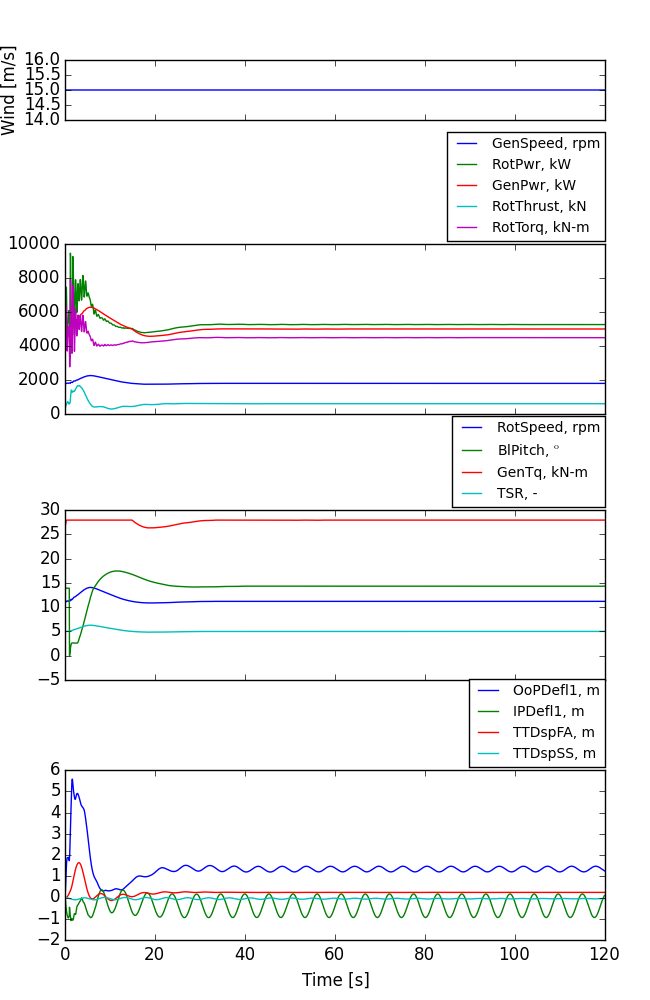 Wind [m/s]
16.0
15.5
15.0
14.5
14.0
GenSpeed, rpm
RotPwr, kW
GenPwr, kW
RotThrust, kN
RotTorq, kN-m
10000
8000
6000
4000
2000
0
RotSpeed, rpm
BlPitch, °
GenTq, kN-m
TSR, -
30
25
20
15
10
5
0
−5
OoPDefl1, m
IPDefl1, m
TTDspFA, m
TTDspSS, m
6
5
4
3
2
1
0
−1
−2
0 20 40 60 80 100 120
Time [s]